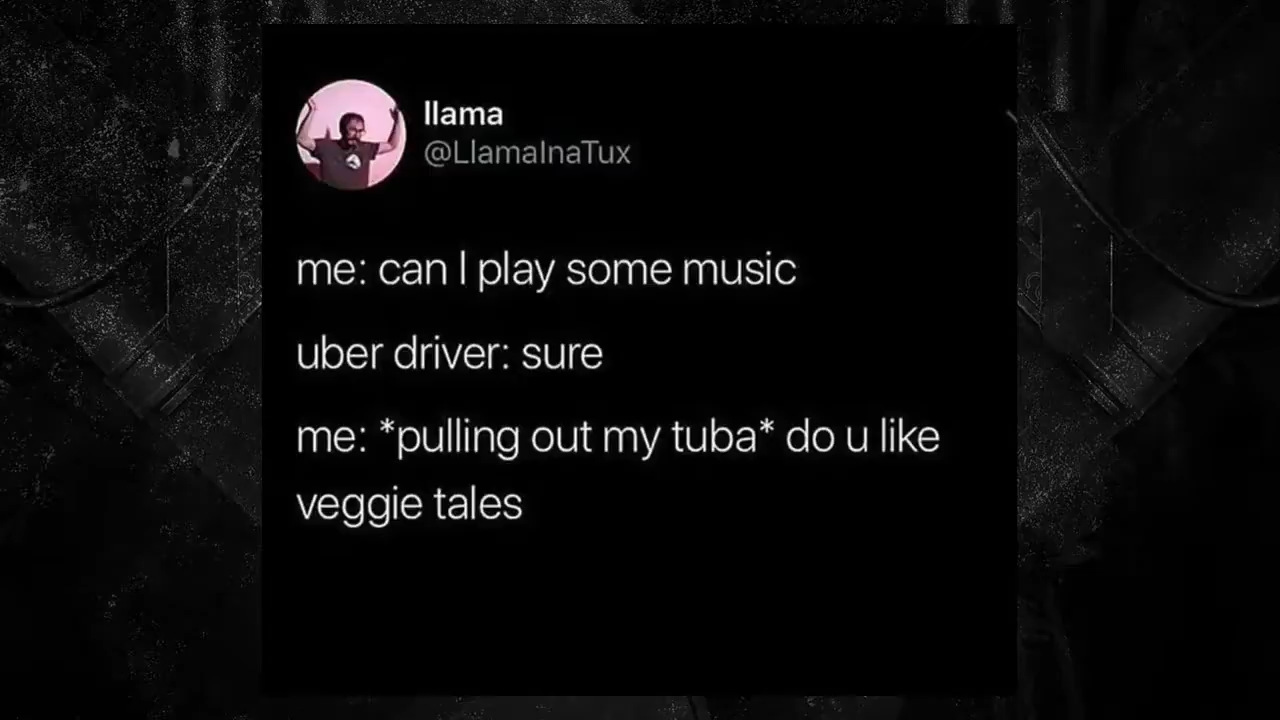 llama
@LlamaInaTux
me: can I play some music
uber driver: sure
me: *pulling out my tuba* do u like
veggie tales